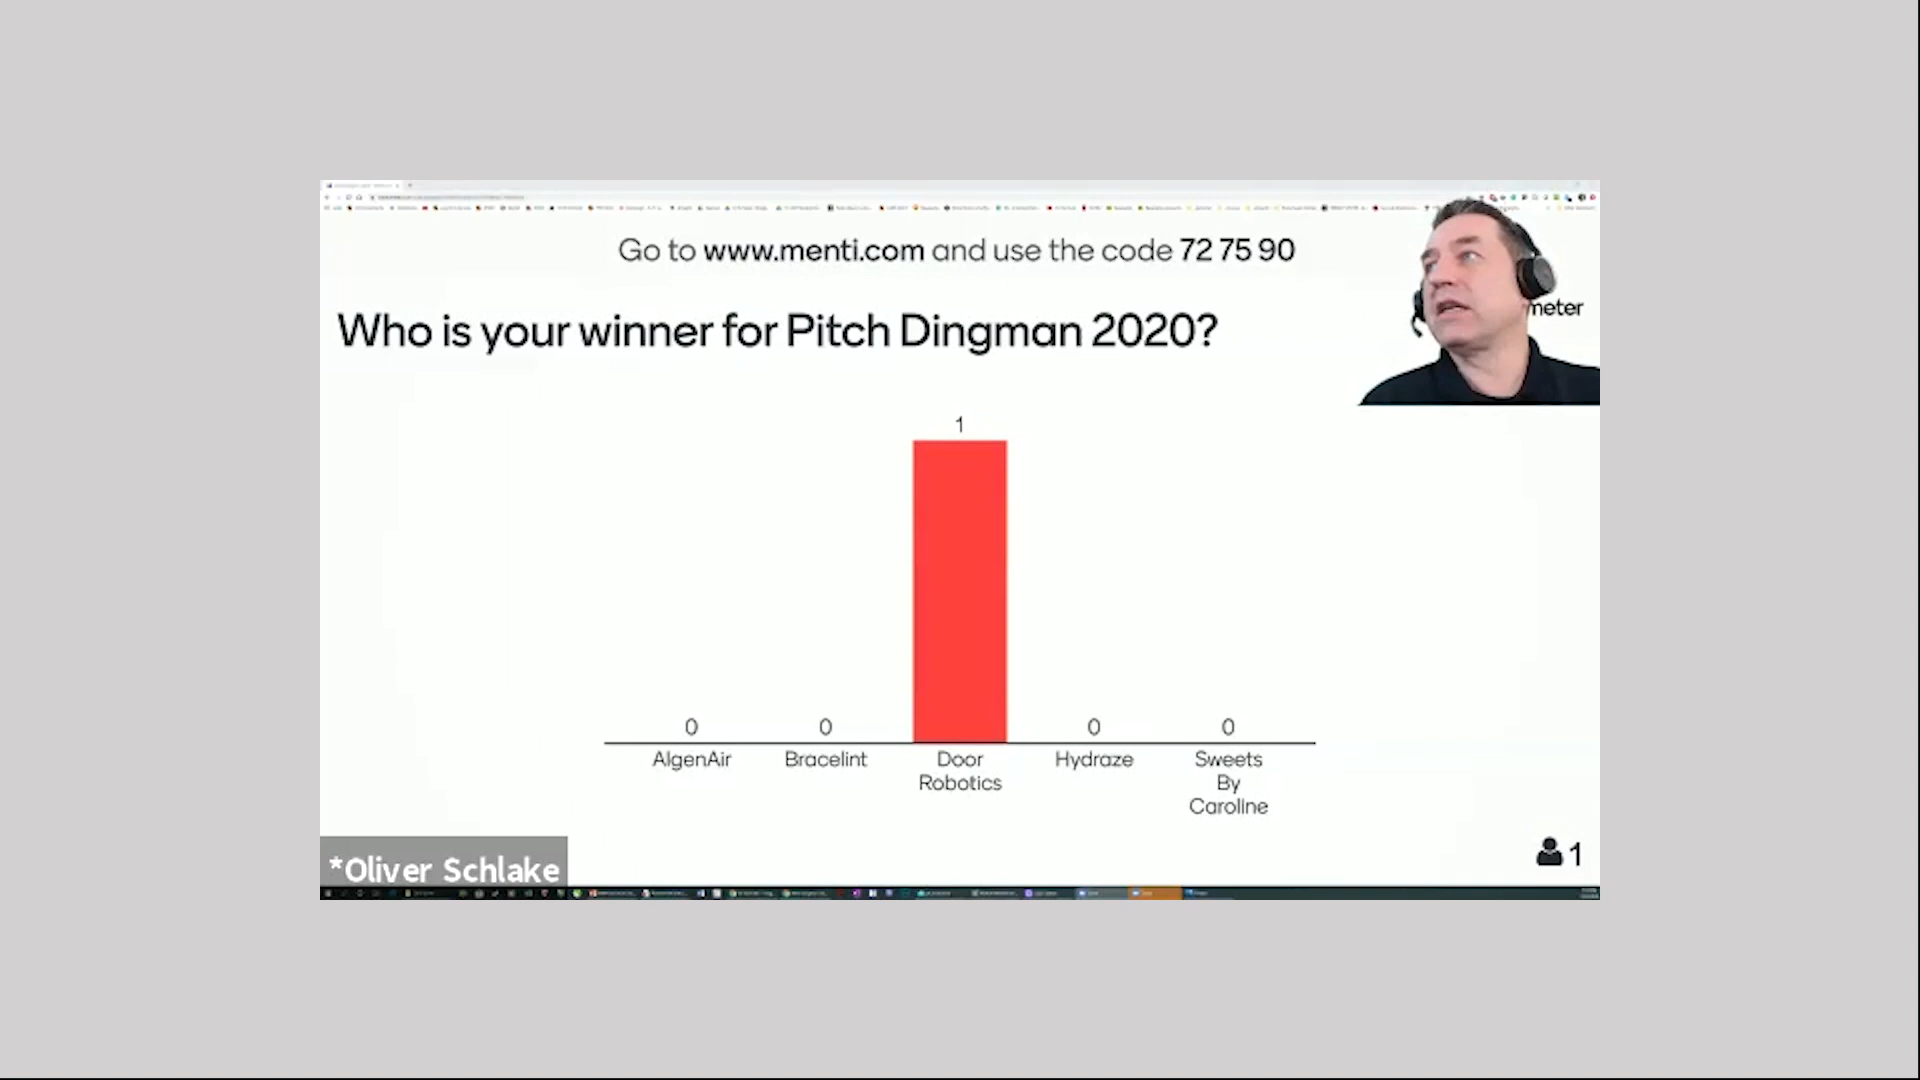 Go to www.menti.com and use the code 72 75 90
meter
Who is your winner for Pitch Dingman 2020?
1
0 0 0 0
AlgenAir Bracelint Door Robotics Hydraze Sweets By Caroline
1
*Oliver Schlake